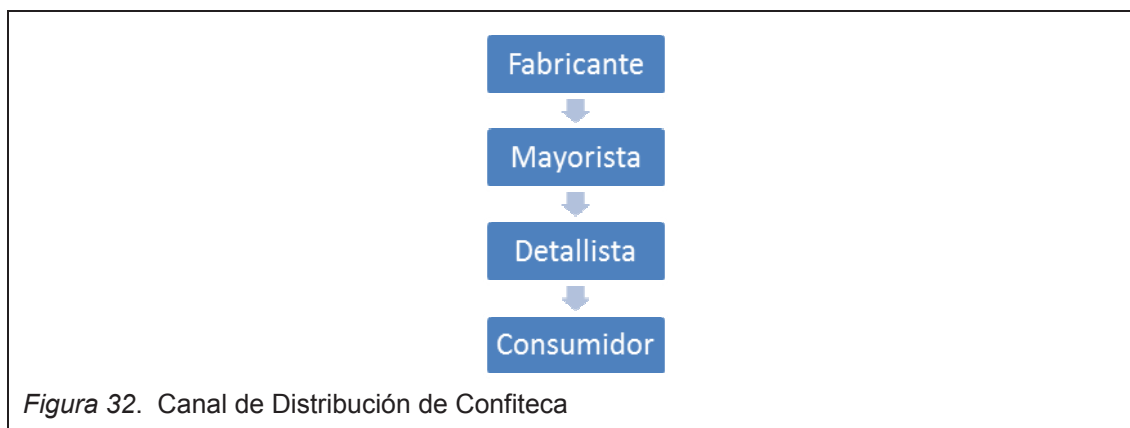 Fabricante
Mayorista
Detallista
Consumidor
Figura 32. Canal de Distribución de Confiteca